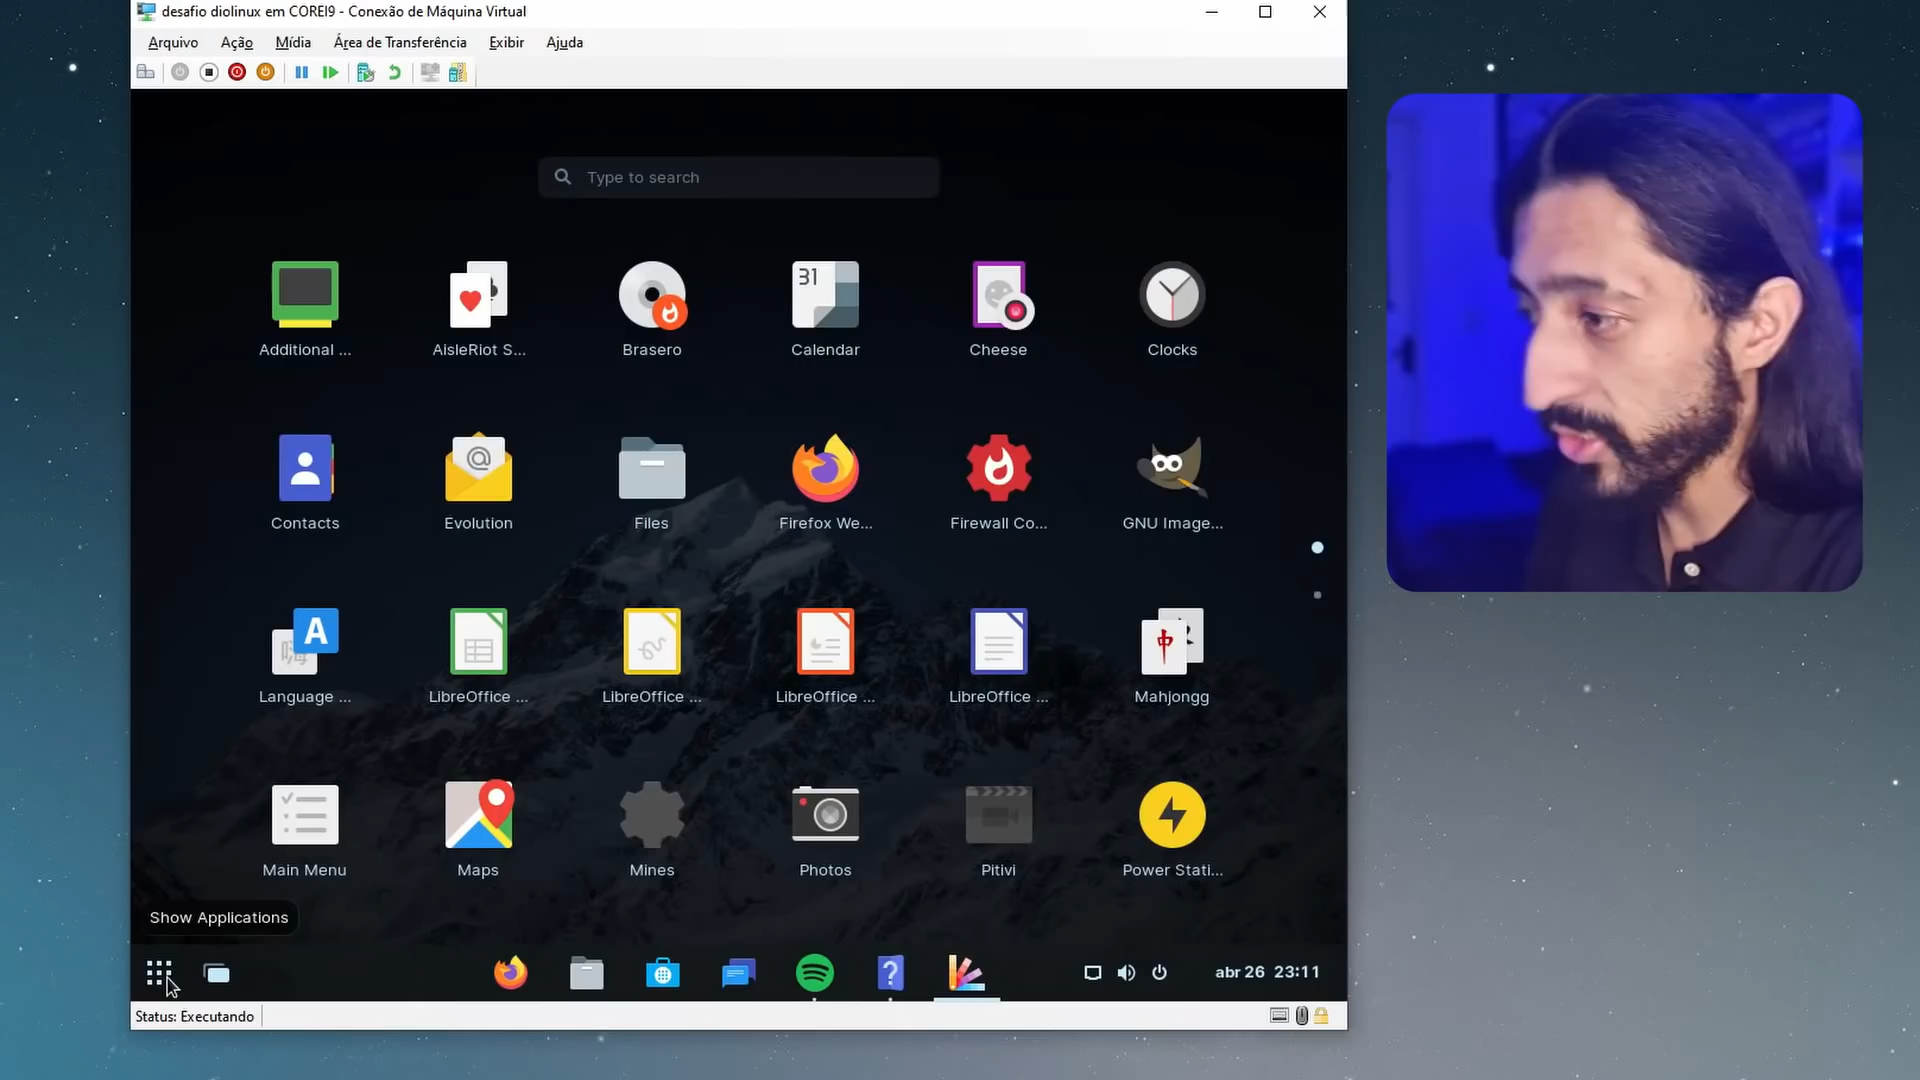 desafio diolinux em COREI9 - Conexão de Máquina Virtual
Arquivo Ação Mídia Área de Transferência Exibir Ajuda
Type to search
31
Additional ... AisleRiot S... Brasero Calendar Cheese Clocks
@
Contacts Evolution Files Firefox We... Firewall Co... GNU Image...
A
嗨
中
Language ... LibreOffice ... LibreOffice ... LibreOffice ... LibreOffice ... Mahjongg
Main Menu Maps Mines Photos Pitivi Power Stati...
Show Applications
?
abr 26 23:11
Status: Executando